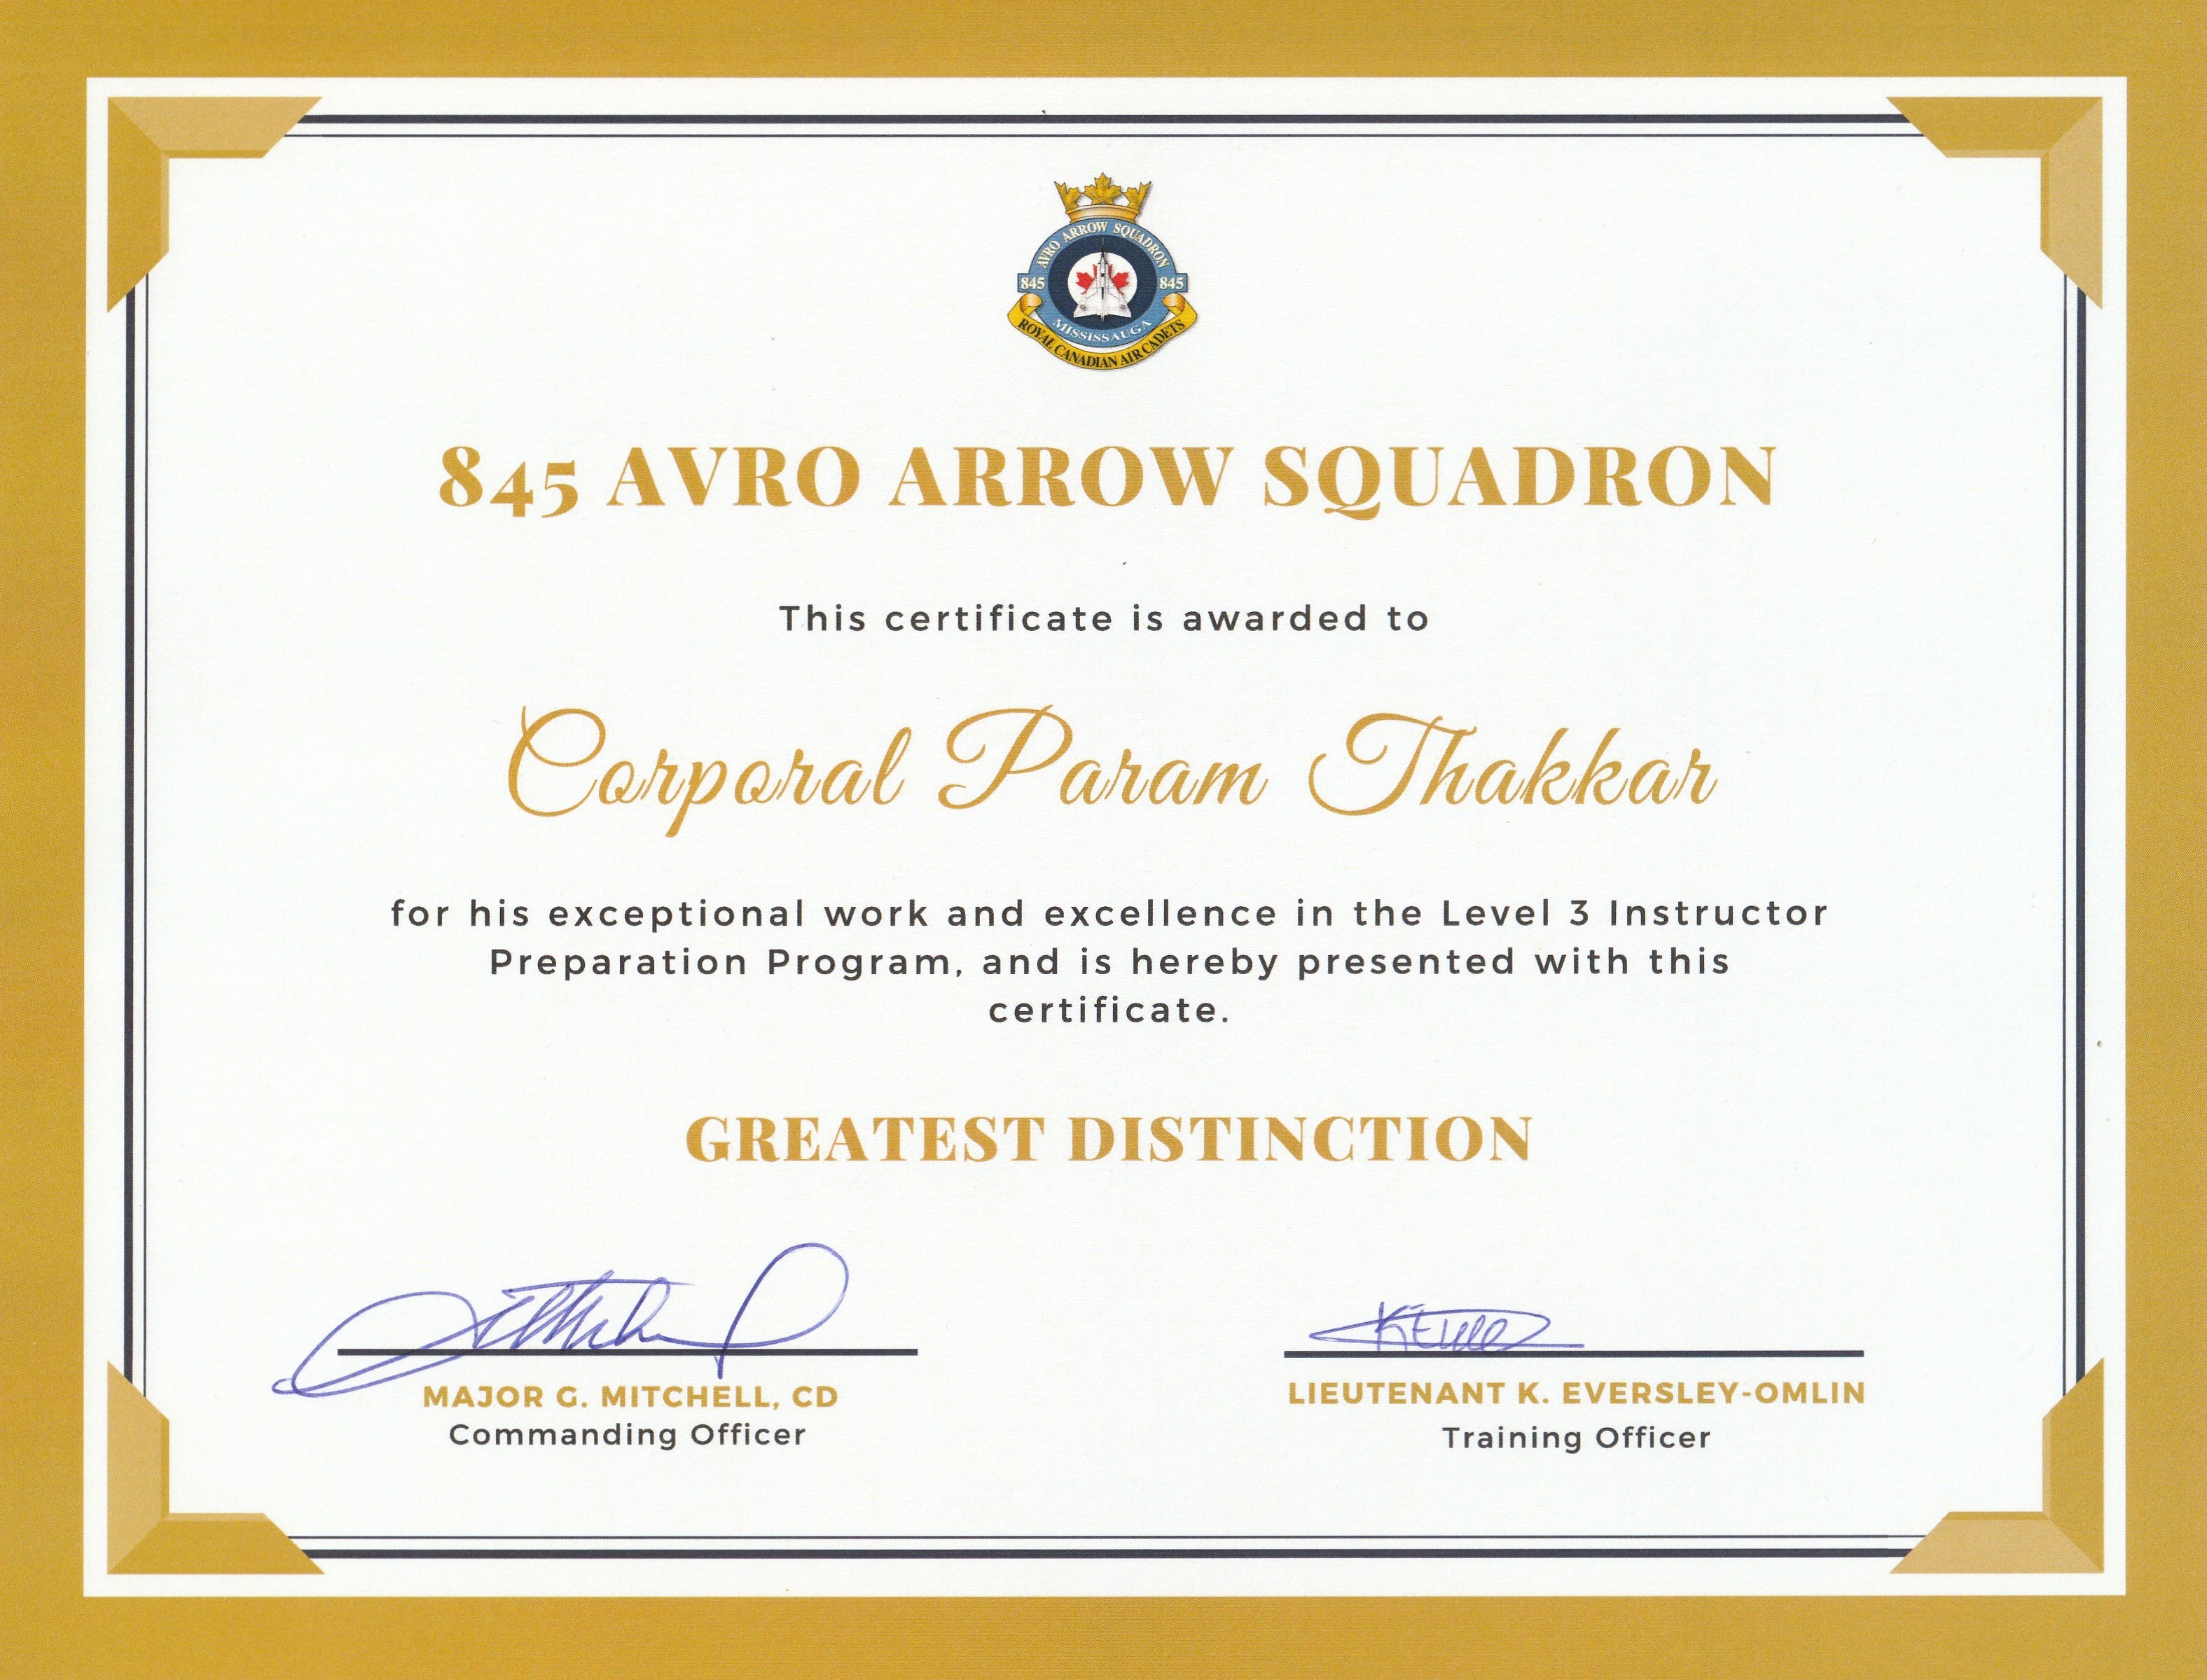 AVRO ARROW SQUADRON
845 845
MISSISSAUGA
ROYAL CANADIAN AIR CADETS
845 AVRO ARROW SQUADRON
This certificate is awarded to
Corporal Param Thakkar
for his exceptional work and excellence in the Level 3 Instructor
Preparation Program, and is hereby presented with this
certificate.
GREATEST DISTINCTION
MAJOR G. MITCHELL, CD
Commanding Officer
LIEUTENANT K. EVERSLEY-OMLIN
Training Officer